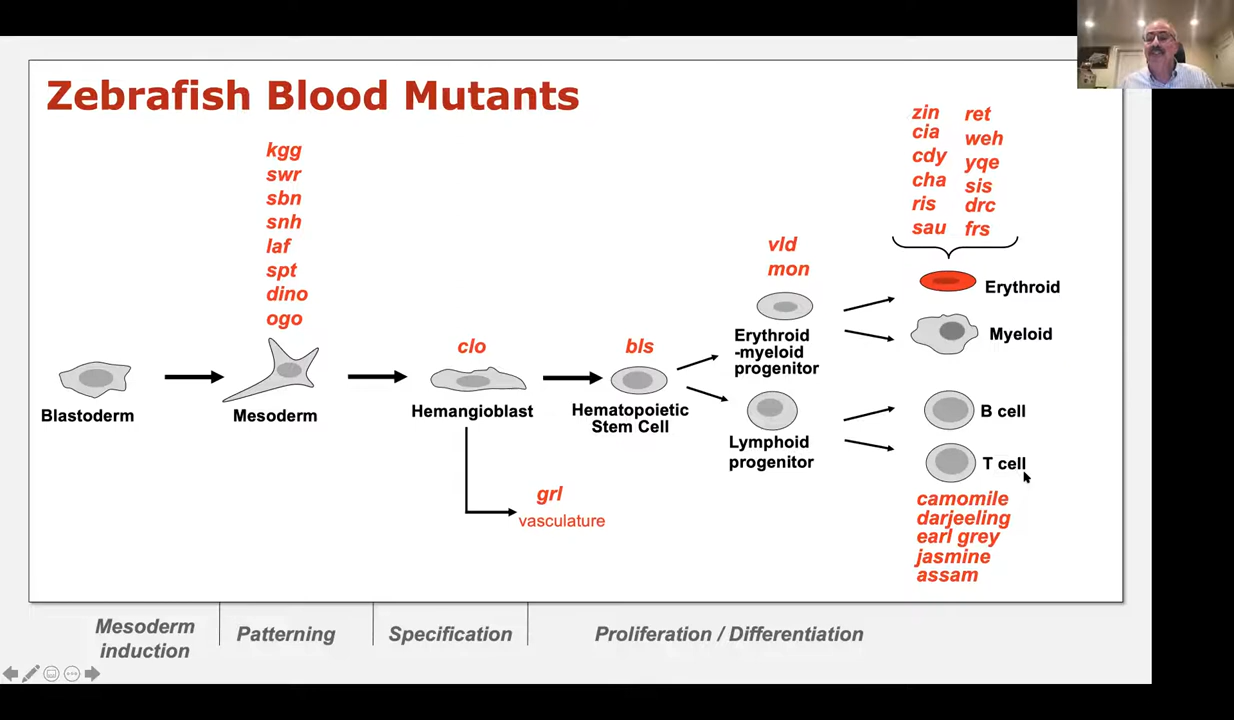 Zebrafish Blood Mutants
kgg
swr
sbn
snh
laf
spt
dino
ogo
zin ret
cia weh
cdy yqe
cha sis
ris drc
sau frs
vld
mon
clo
bls
Erythroid
Myeloid
Erythroid
-myeloid
progenitor
Blastoderm
Mesoderm
Hemangioblast
Hematopoietic
Stem Cell
B cell
Lymphoid
progenitor
T cell
grl
vasculature
camomile
darjeeling
earl grey
jasmine
assam
Mesoderm
induction
Patterning
Specification
Proliferation / Differentiation